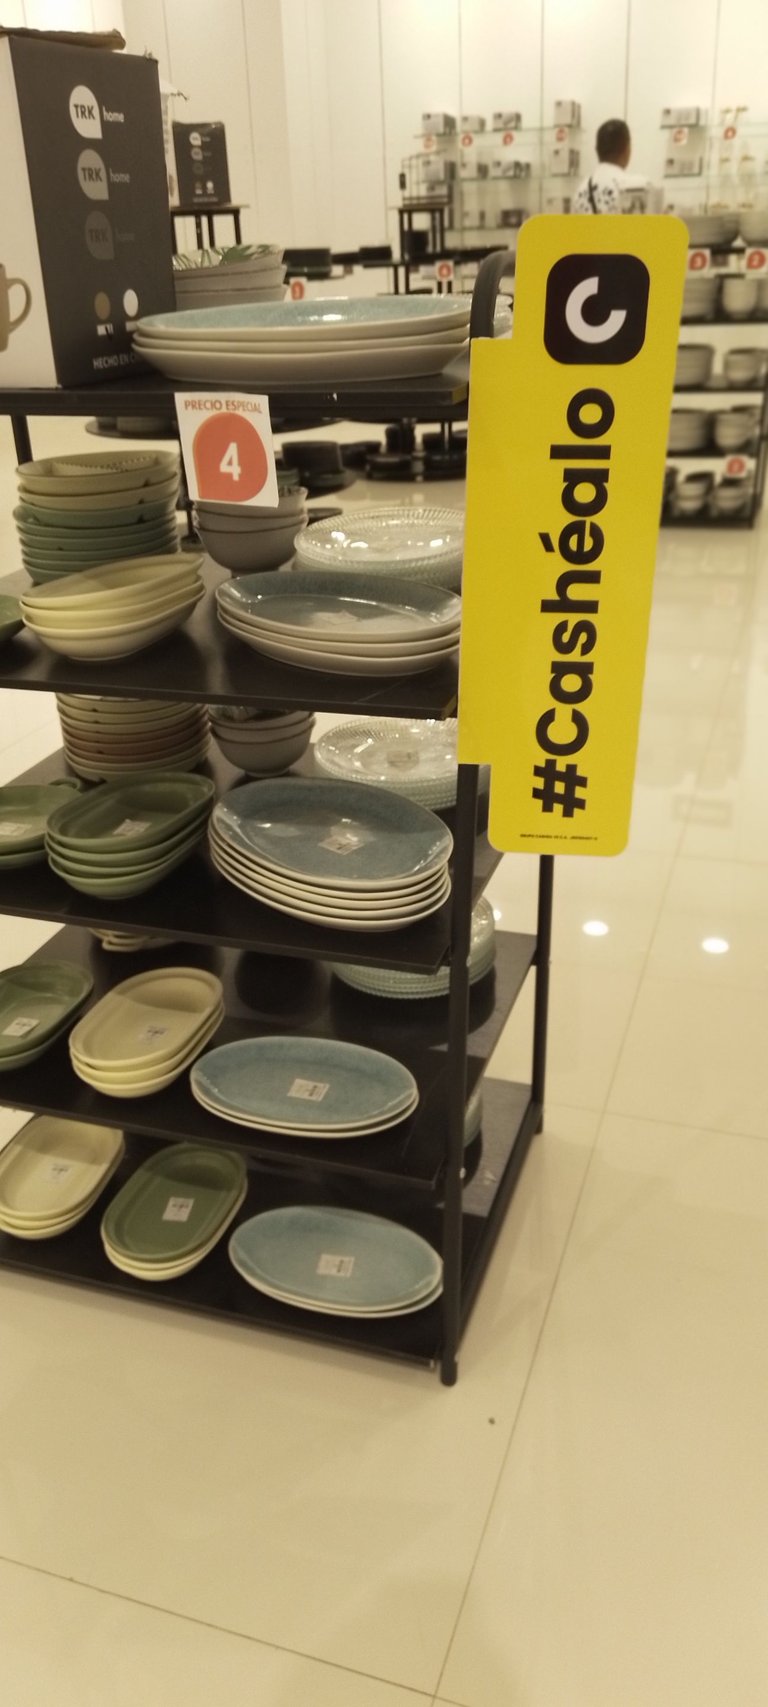 TRK home
TRK home
TRK home
HECHO EN
PRECIO ESPECIAL
4
#Cashéalo